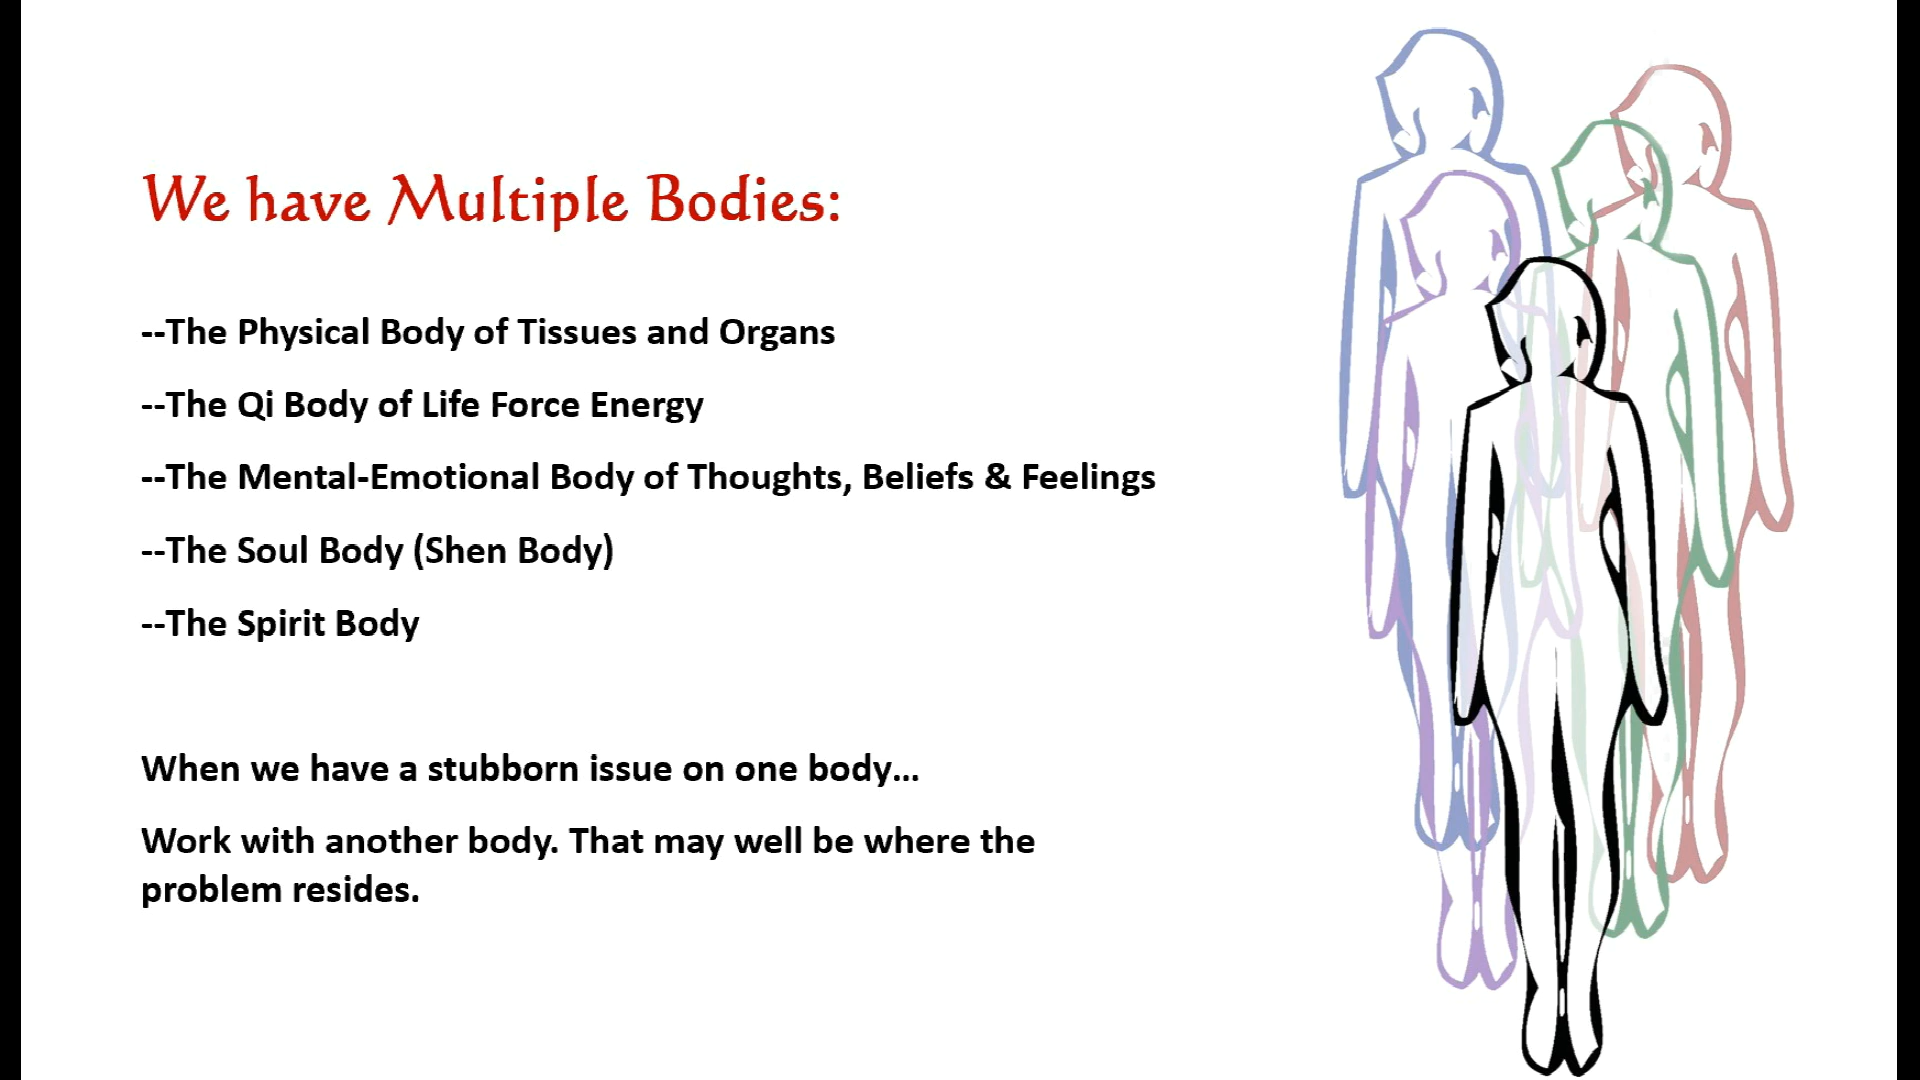 We have Multiple Bodies:
--The Physical Body of Tissues and Organs
--The Qi Body of Life Force Energy
--The Mental-Emotional Body of Thoughts, Beliefs & Feelings
--The Soul Body (Shen Body)
--The Spirit Body
When we have a stubborn issue on one body...
Work with another body. That may well be where the
problem resides.